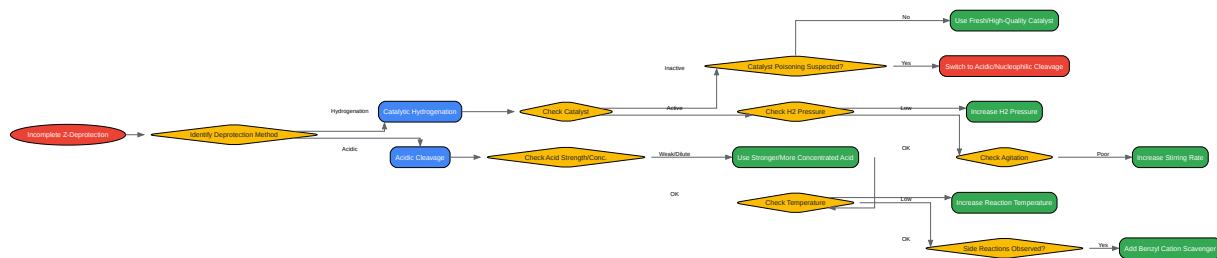 No
Use Fresh/High-Quality Catalyst
Inactive
Catalyst Poisoning Suspected?
Yes
Switch to Acidic/Nucleophilic Cleavage
Hydrogenation
Catalytic Hydrogenation
Check Catalyst
Active
Check H2 Pressure
Low
Increase H2 Pressure
Incomplete Z-Deprotection
Identify Deprotection Method
Acidic
Acidic Cleavage
Check Acid Strength/Conc.
Weak/Dilute
Use Stronger/More Concentrated Acid
OK
Check Agitation
Poor
Increase Stirring Rate
OK
Check Temperature
Low
Increase Reaction Temperature
OK
Side Reactions Observed?
Yes
Add Benzyl Cation Scavenger